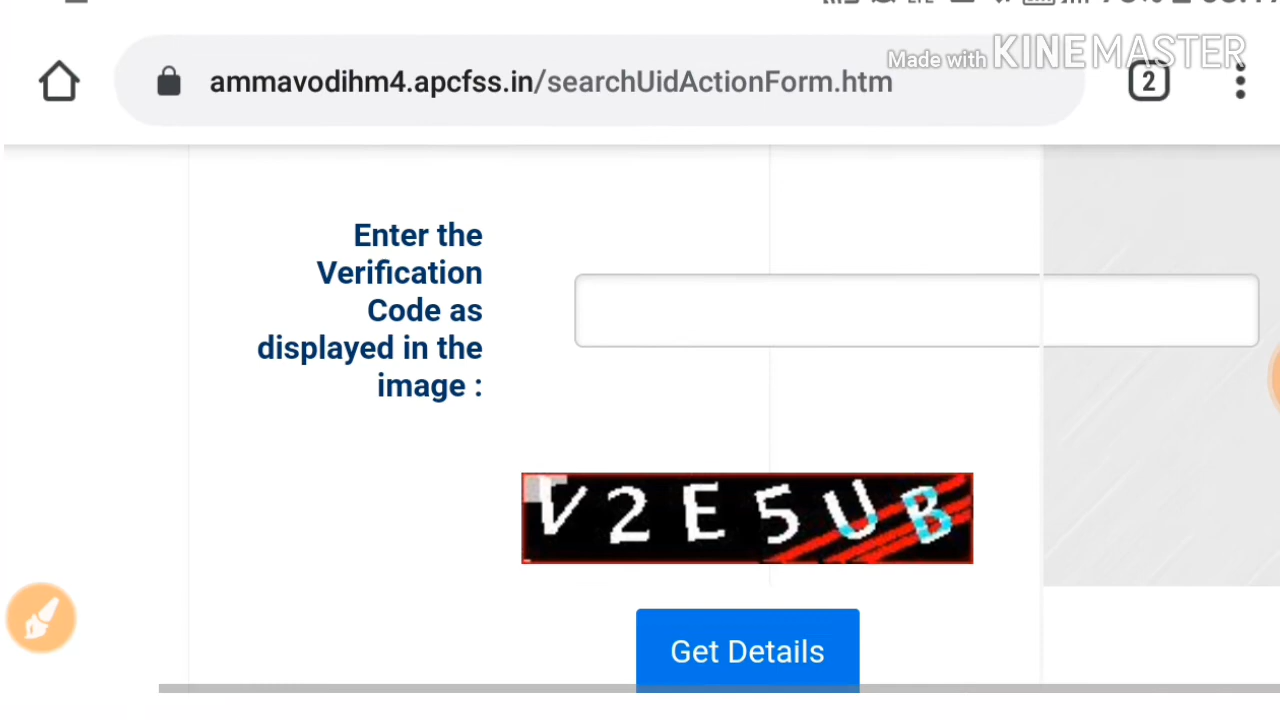 Made with KINEMASTER
ammavodihm4.apcfss.in/searchUidActionForm.htm
2
Enter the
Verification
Code as
displayed in the
image :
V2E5UB
Get Details